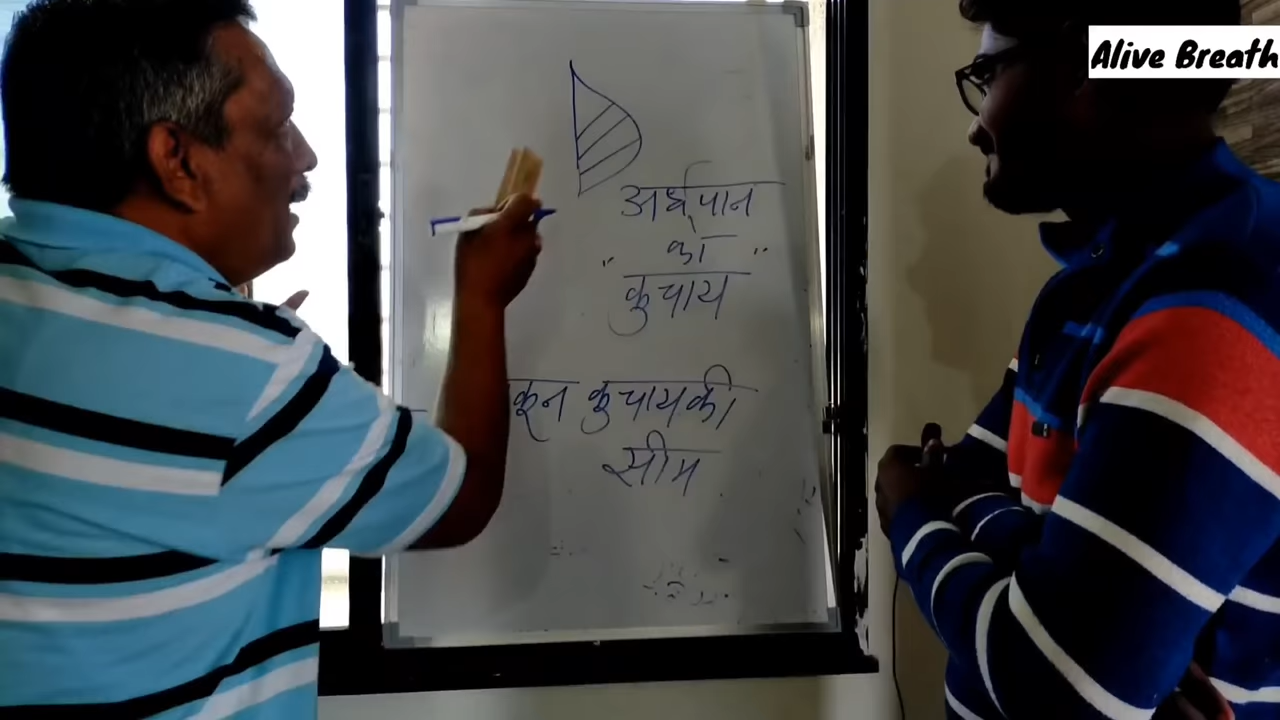 Alive Breath
अर्धपान
" का "
कुचाय
कून कुचायकी
सीम